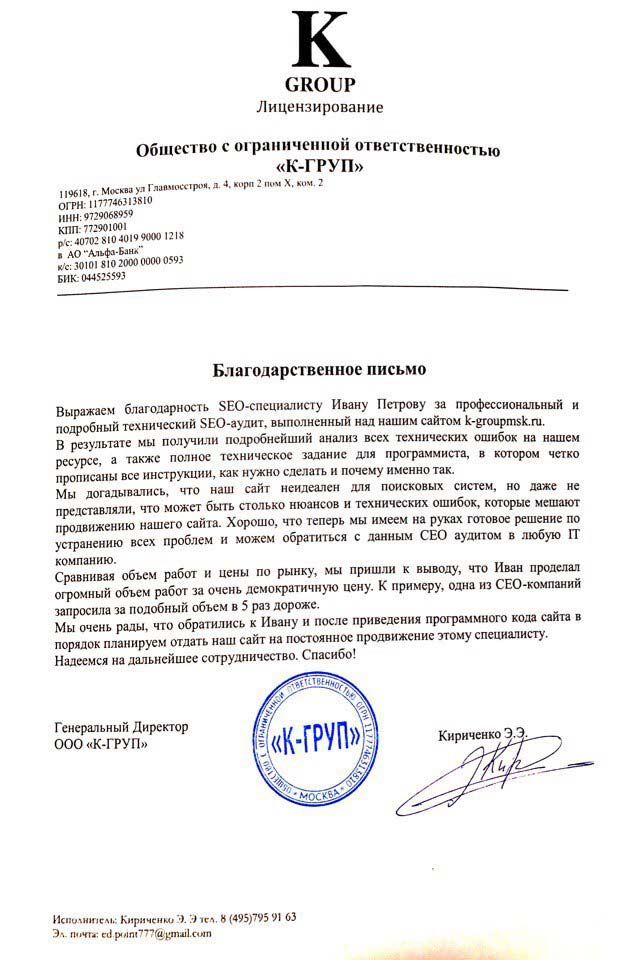 K
GROUP
Лицензирование
Общество с ограниченной ответственностью
«К-ГРУП»
119618, г. Москва ул Главмосстроя, д. 4, корп 2 пом X, ком. 2
ОГРН: 1177746313810
ИНН: 9729068959
КПП: 772901001
р/с: 40702 810 4019 9000 1218
в АО "Альфа-Банк"
к/с: 30101 810 2000 0000 0593
БИК: 044525593
Благодарственное письмо
Выражаем благодарность SEO-специалисту Ивану Петрову за профессиональный и
подробный технический SEO-аудит, выполненный над нашим сайтом k-groupmsk.ru.
В результате мы получили подробнейший анализ всех технических ошибок на нашем
ресурсе, а также полное техническое задание для программиста, в котором четко
прописаны все инструкции, как нужно сделать и почему именно так.
Мы догадывались, что наш сайт неидеален для поисковых систем, но даже не
представляли, что может быть столько нюансов и технических ошибок, которые мешают
продвижению нашего сайта. Хорошо, что теперь мы имеем на руках готовое решение по
устранению всех проблем и можем обратиться с данным СЕО аудитом в любую IT
компанию.
Сравнивая объем работ и цены по рынку, мы пришли к выводу, что Иван проделал
огромный объем работ за очень демократичную цену. К примеру, одна из СЕО-компаний
запросила за подобный объем в 5 раз дороже.
Мы очень рады, что обратились к Ивану и после приведения программного кода сайта в
порядок планируем отдать наш сайт на постоянное продвижение этому специалисту.
Надеемся на дальнейшее сотрудничество. Спасибо!
Генеральный Директор
ООО «К-ГРУП»
ОБЩЕСТВО С ОГРАНИЧЕННОЙ ОТВЕТСТВЕННОСТЬЮ ОГРН 1177746313810
«К-ГРУП»
* МОСКВА *
Кириченко Э.Э.
Исполнитель: Кириченко Э. Э тел. 8 (495)795 91 63
Эл. почта: ed.point777@gmail.com